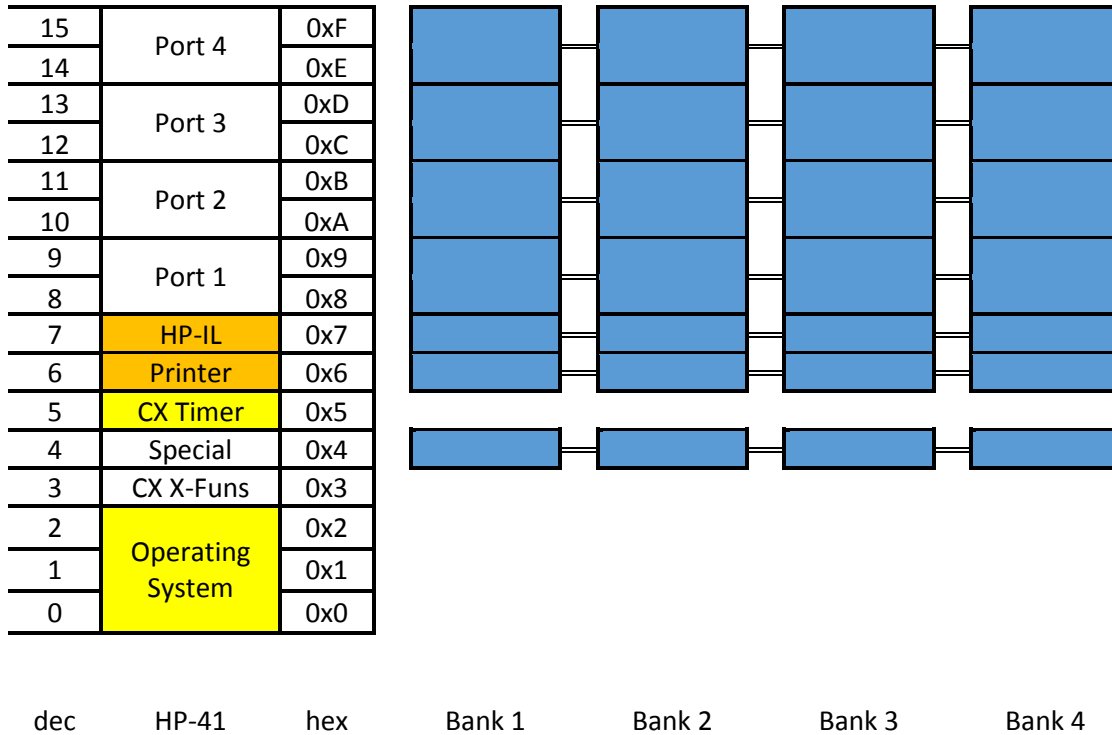 15 Port 4 0xF
14 0xE
13 Port 3 0xD
12 0xC
11 Port 2 0xB
10 0xA
9 Port 1 0x9
8 0x8
7 HP-IL 0x7
6 Printer 0x6
5 CX Timer 0x5
4 Special 0x4
3 CX X-Funs 0x3
2 Operating 0x2
1 System 0x1
0 0x0
dec HP-41 hex Bank 1 Bank 2 Bank 3 Bank 4